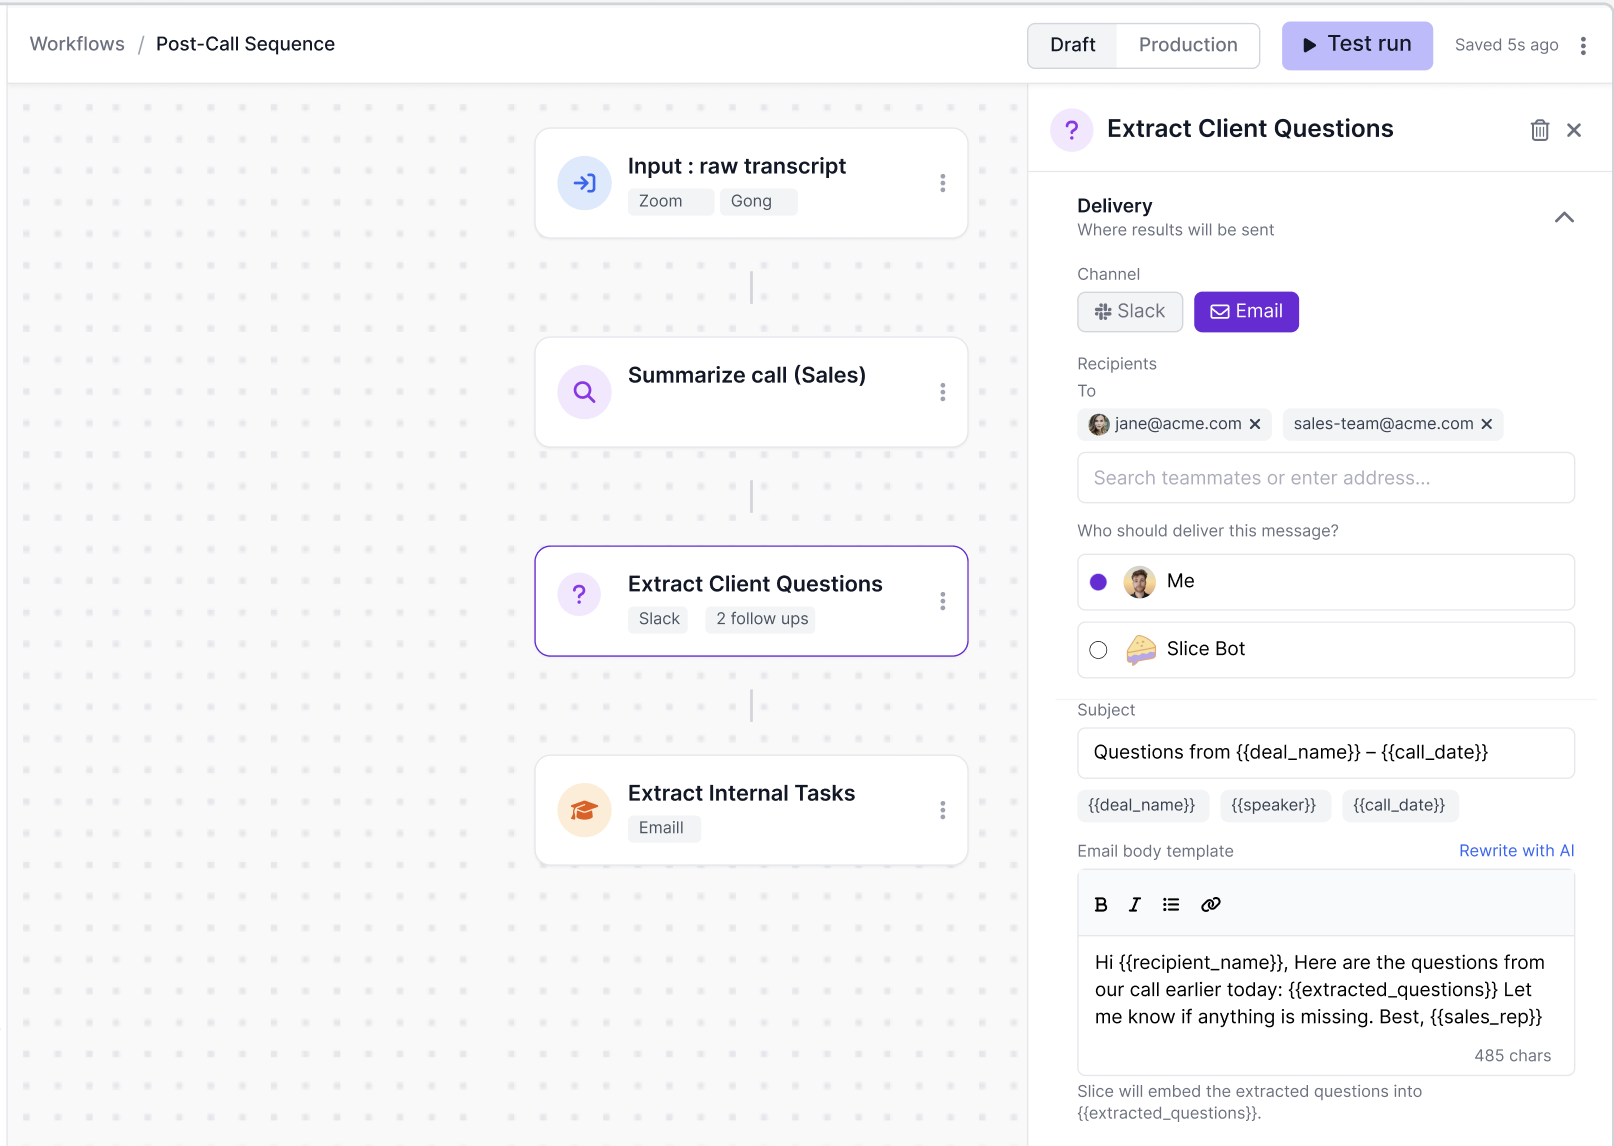 Workflows / Post-Call Sequence
Draft
Production
Test run
Saved 5s ago
Input : raw transcript
Zoom
Gong
Summarize call (Sales)
? Extract Client Questions
Slack
2 follow ups
Extract Internal Tasks
Emaill
? Extract Client Questions
Delivery
Where results will be sent
Channel
Slack
Email
Recipients
To
jane@acme.com
sales-team@acme.com
Search teammates or enter address...
Who should deliver this message?
Me
Slice Bot
Subject
Questions from {{deal_name}} – {{call_date}}
{{deal_name}}
{{speaker}}
{{call_date}}
Email body template
Rewrite with AI
B I
Hi {{recipient_name}}, Here are the questions from
our call earlier today: {{extracted_questions}} Let
me know if anything is missing. Best, {{sales_rep}}
485 chars
Slice will embed the extracted questions into
{{extracted_questions}}.